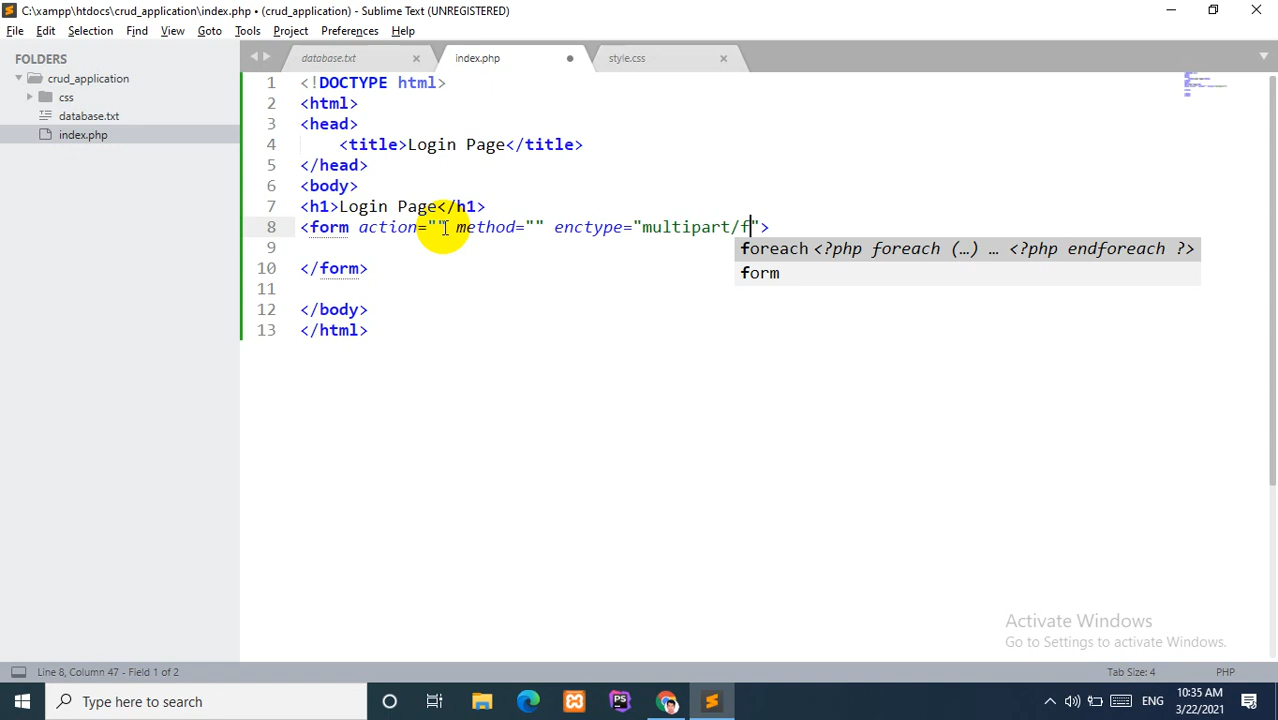 C:\xampp\htdocs\crud_application\index.php • (crud_application) - Sublime Text (UNREGISTERED)
File Edit Selection Find View Goto Tools Project Preferences Help
FOLDERS
crud_application
css
database.txt
index.php
database.txt index.php style.css
1 <!DOCTYPE html>
2 <html>
3 <head>
4 <title>Login Page</title>
5 </head>
6 <body>
7 <h1>Login Page</h1>
8 <form action="" method="" enctype="multipart/f">
9
10 </form>
11
12 </body>
13 </html>
foreach <?php foreach (…) … <?php endforeach ?>
form
Activate Windows
Go to Settings to activate Windows.
Line 8, Column 47 - Field 1 of 2 Tab Size: 4 PHP
Type here to search
PS
ENG
10:35 AM
3/22/2021